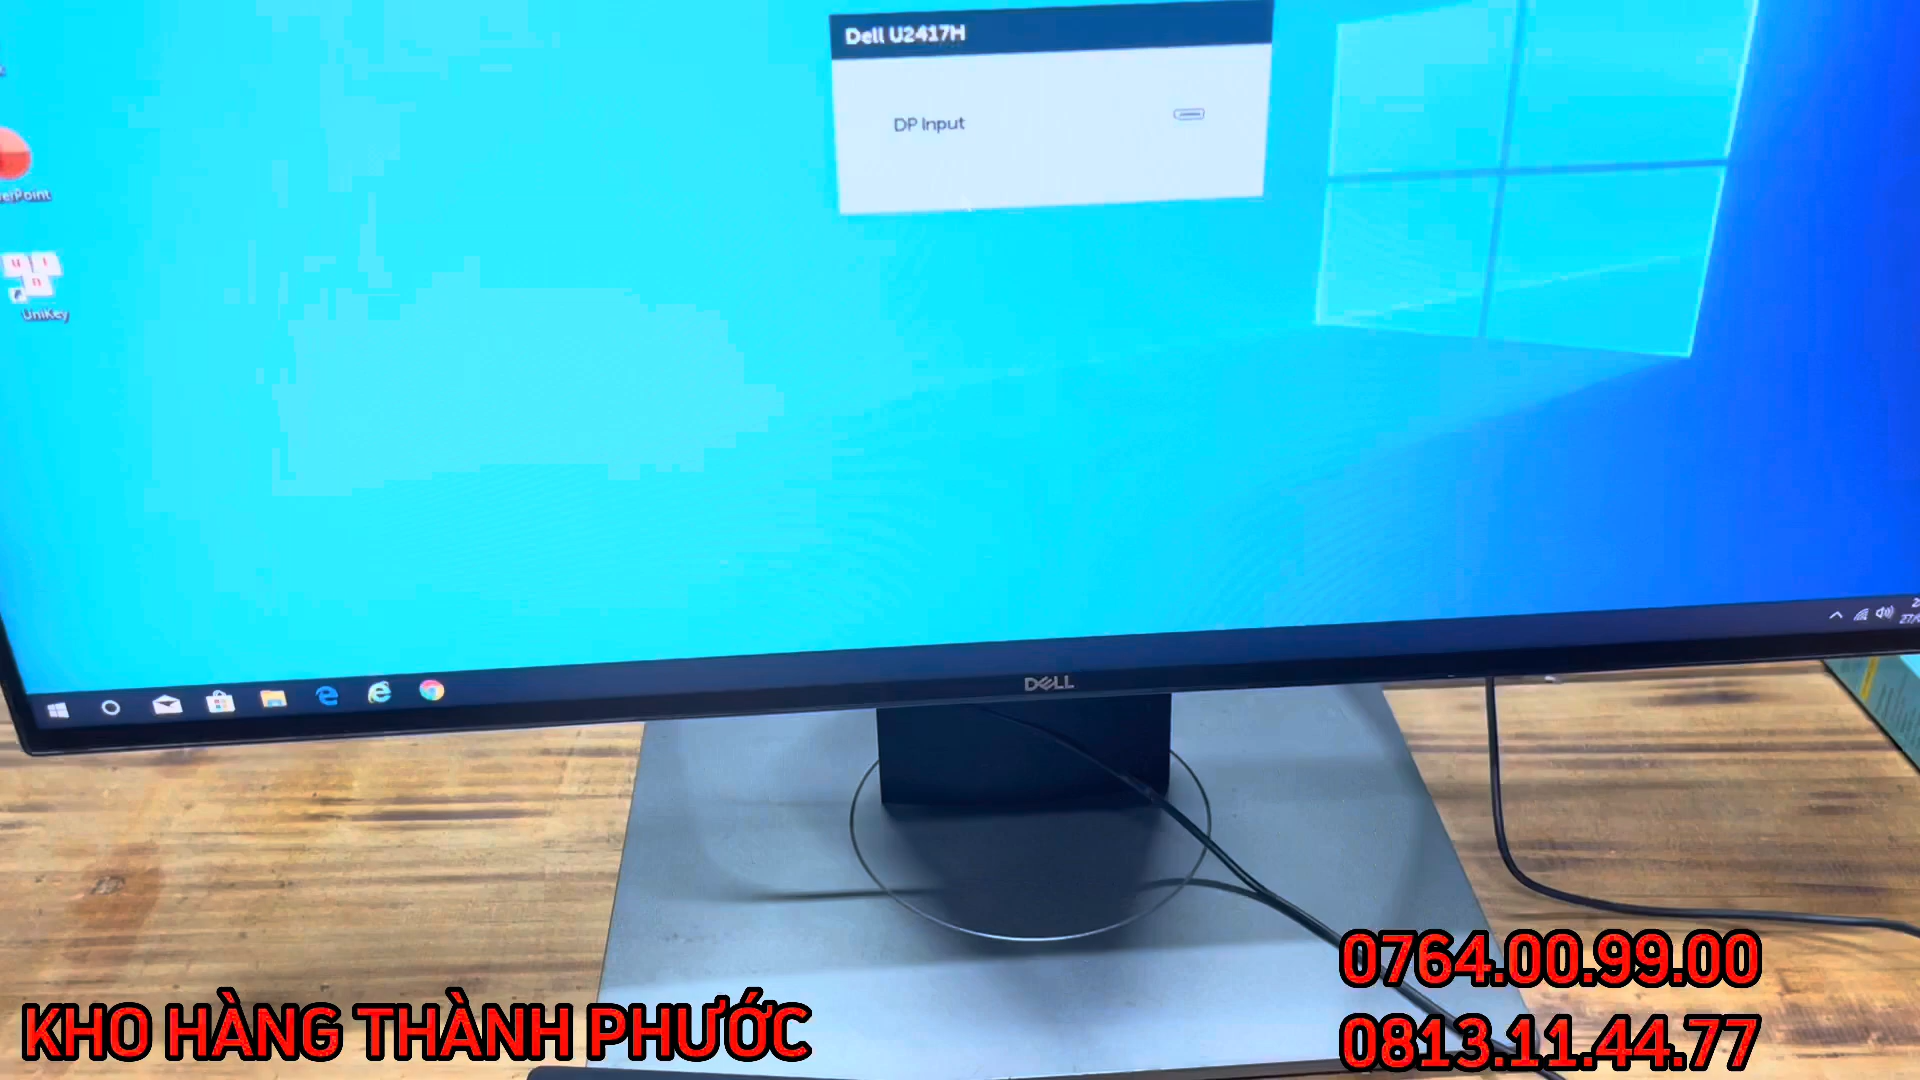 Dell U2417H
DP Input
erPoint
UniKey
DELL
KHO HÀNG THÀNH PHƯỚC
0764.00.99.00
0813.11.44.77